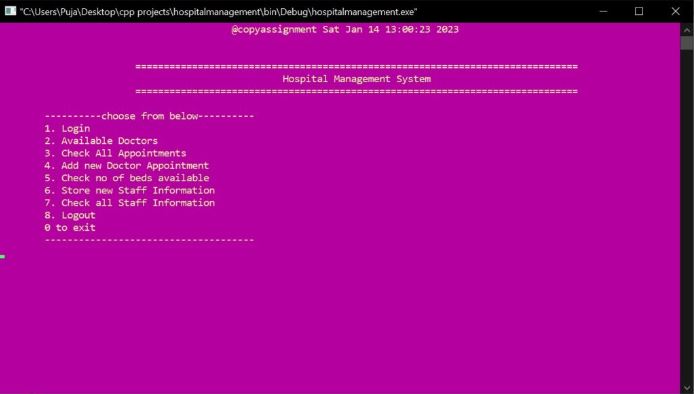 "C:\Users\Puja\Desktop\cpp projects\hospitalmanagement\bin\Debug\hospitalmanagement.exe"
@copyassignment Sat Jan 14 13:00:23 2023
==============================================================================
Hospital Management System
==============================================================================
----------choose from below----------
1. Login
2. Available Doctors
3. Check All Appointments
4. Add new Doctor Appointment
5. Check no of beds available
6. Store new Staff Information
7. Check all Staff Information
8. Logout
0 to exit
-------------------------------------